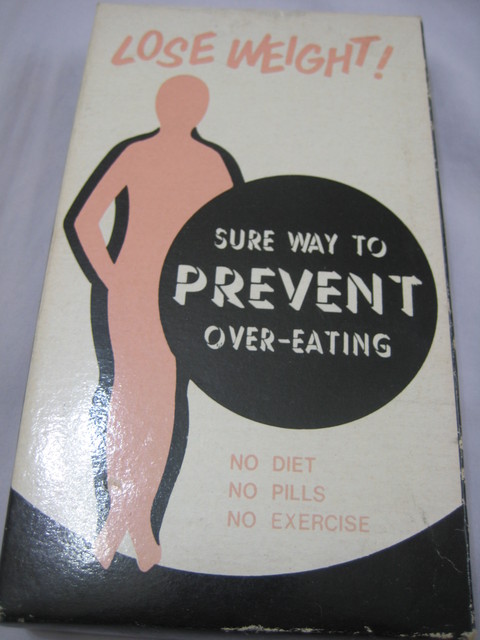 LOSE WEIGHT!
SURE WAY TO
PREVENT
OVER-EATING
NO DIET
NO PILLS
NO EXERCISE